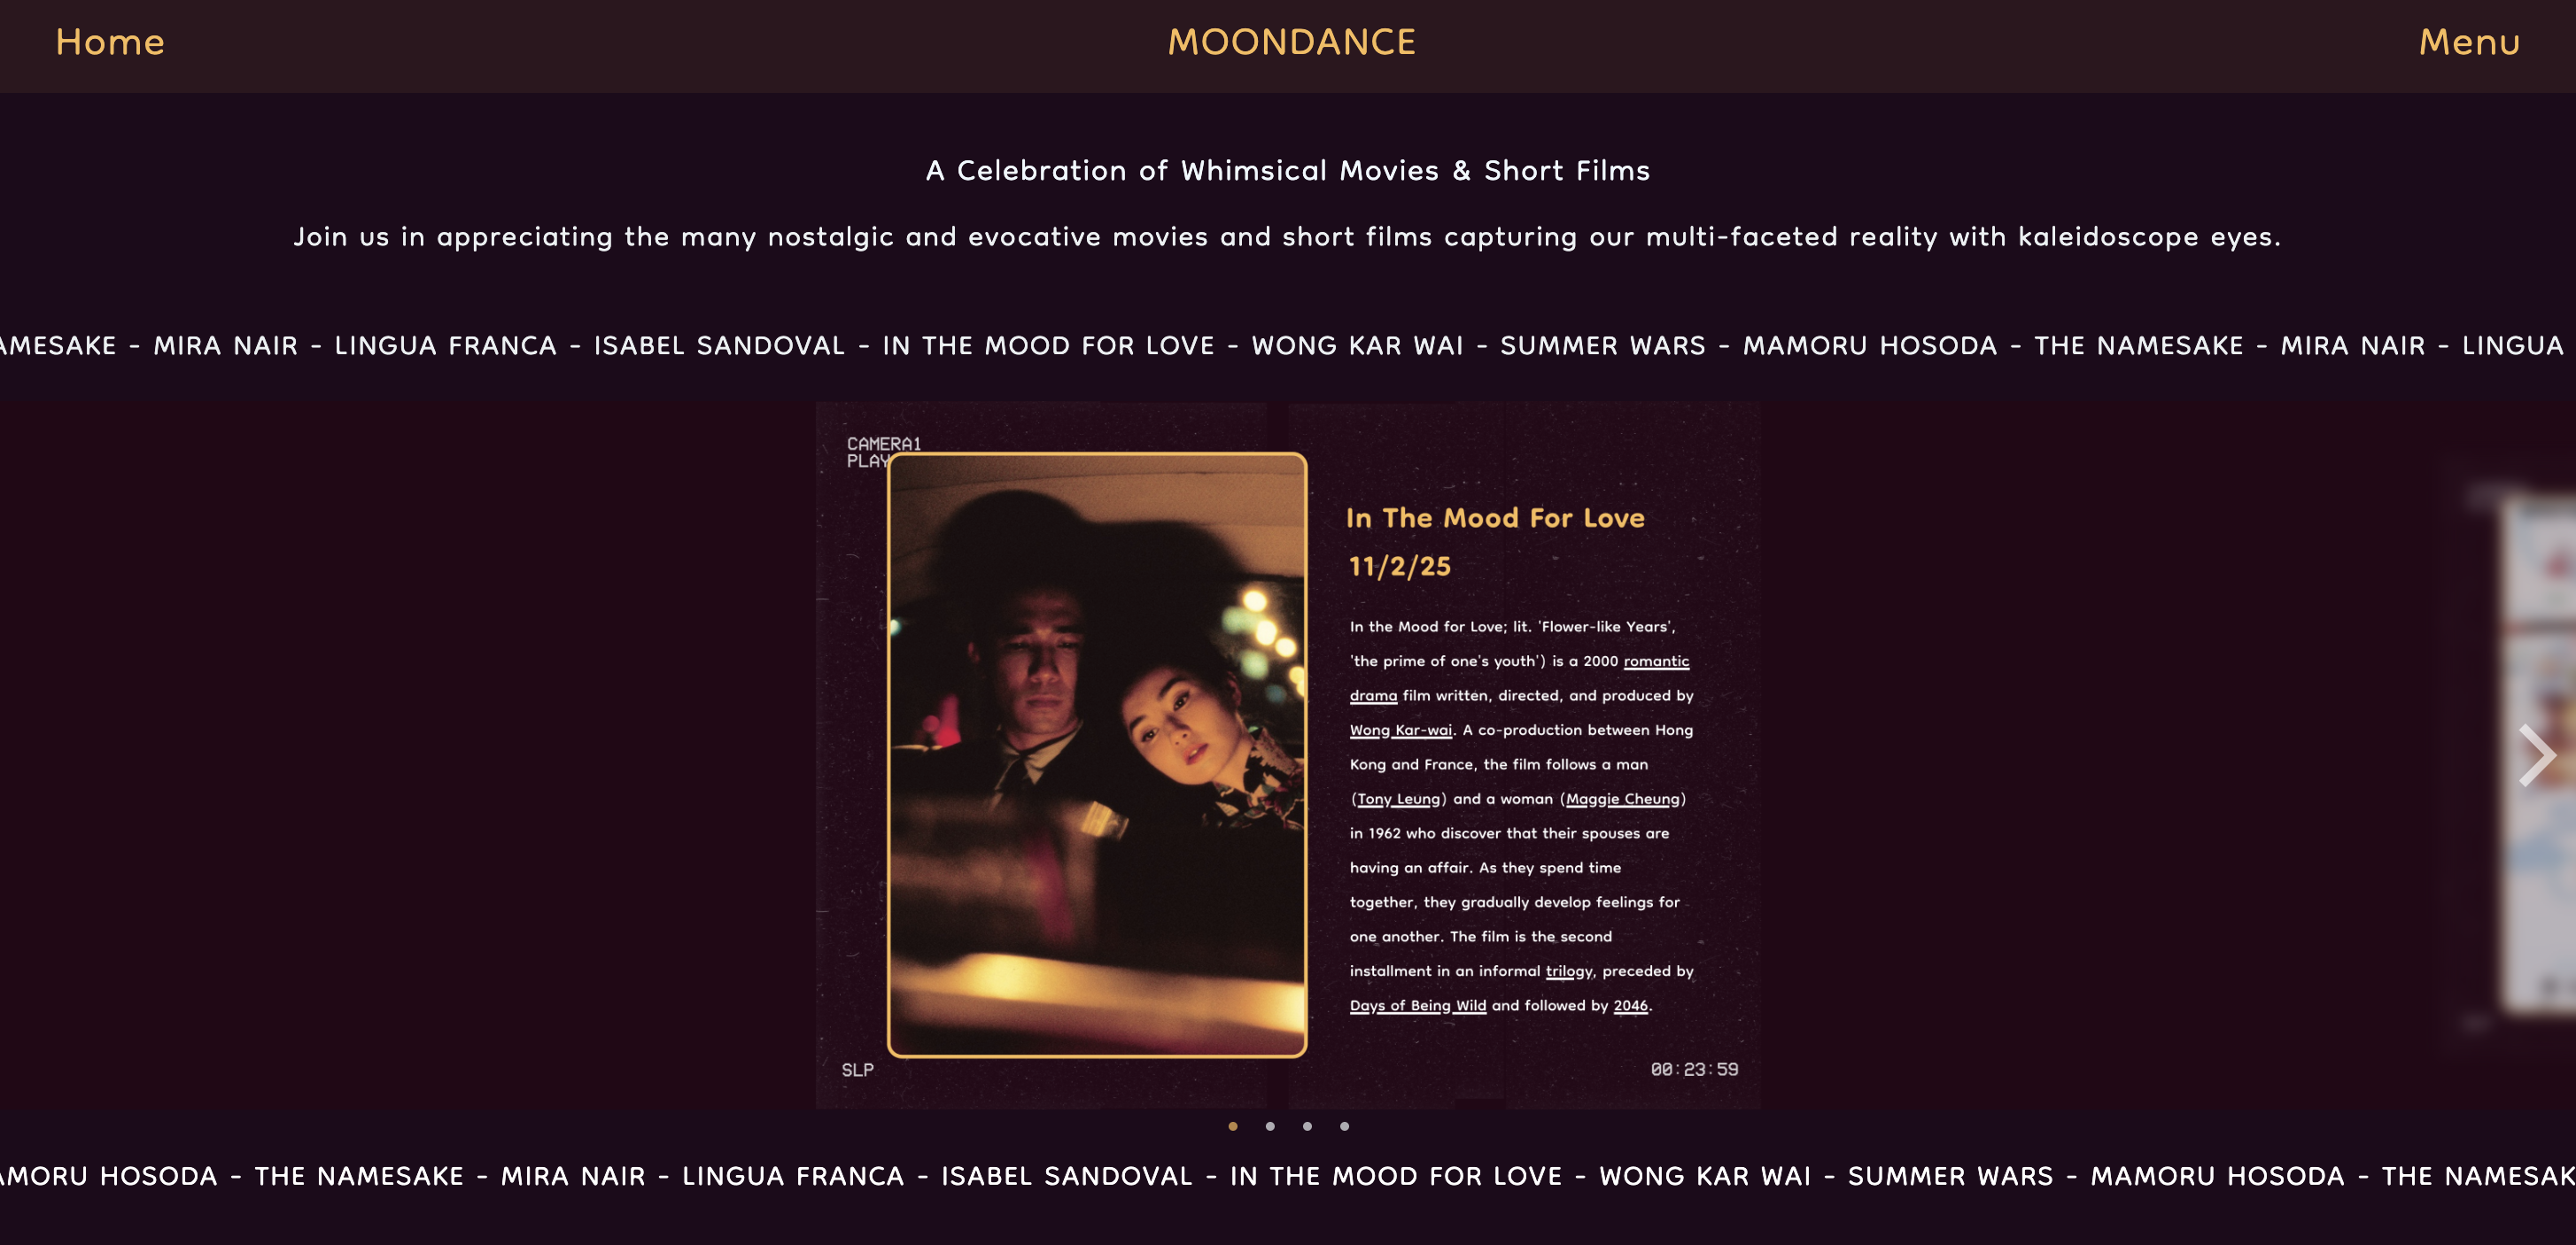 Home MOONDANCE Menu
A Celebration of Whimsical Movies & Short Films
Join us in appreciating the many nostalgic and evocative movies and short films capturing our multi-faceted reality with kaleidoscope eyes.
AMESAKE - MIRA NAIR - LINGUA FRANCA - ISABEL SANDOVAL - IN THE MOOD FOR LOVE - WONG KAR WAI - SUMMER WARS - MAMORU HOSODA - THE NAMESAKE - MIRA NAIR - LINGUA
CAMERA1
PLAY
In The Mood For Love
11/2/25
In the Mood for Love; lit. 'Flower-like Years',
'the prime of one's youth') is a 2000 romantic
drama film written, directed, and produced by
Wong Kar-wai. A co-production between Hong
Kong and France, the film follows a man
(Tony Leung) and a woman (Maggie Cheung)
in 1962 who discover that their spouses are
having an affair. As they spend time
together, they gradually develop feelings for
one another. The film is the second
installment in an informal trilogy, preceded by
Days of Being Wild and followed by 2046.
SLP 00:23:59
AMORU HOSODA - THE NAMESAKE - MIRA NAIR - LINGUA FRANCA - ISABEL SANDOVAL - IN THE MOOD FOR LOVE - WONG KAR WAI - SUMMER WARS - MAMORU HOSODA - THE NAMESAK